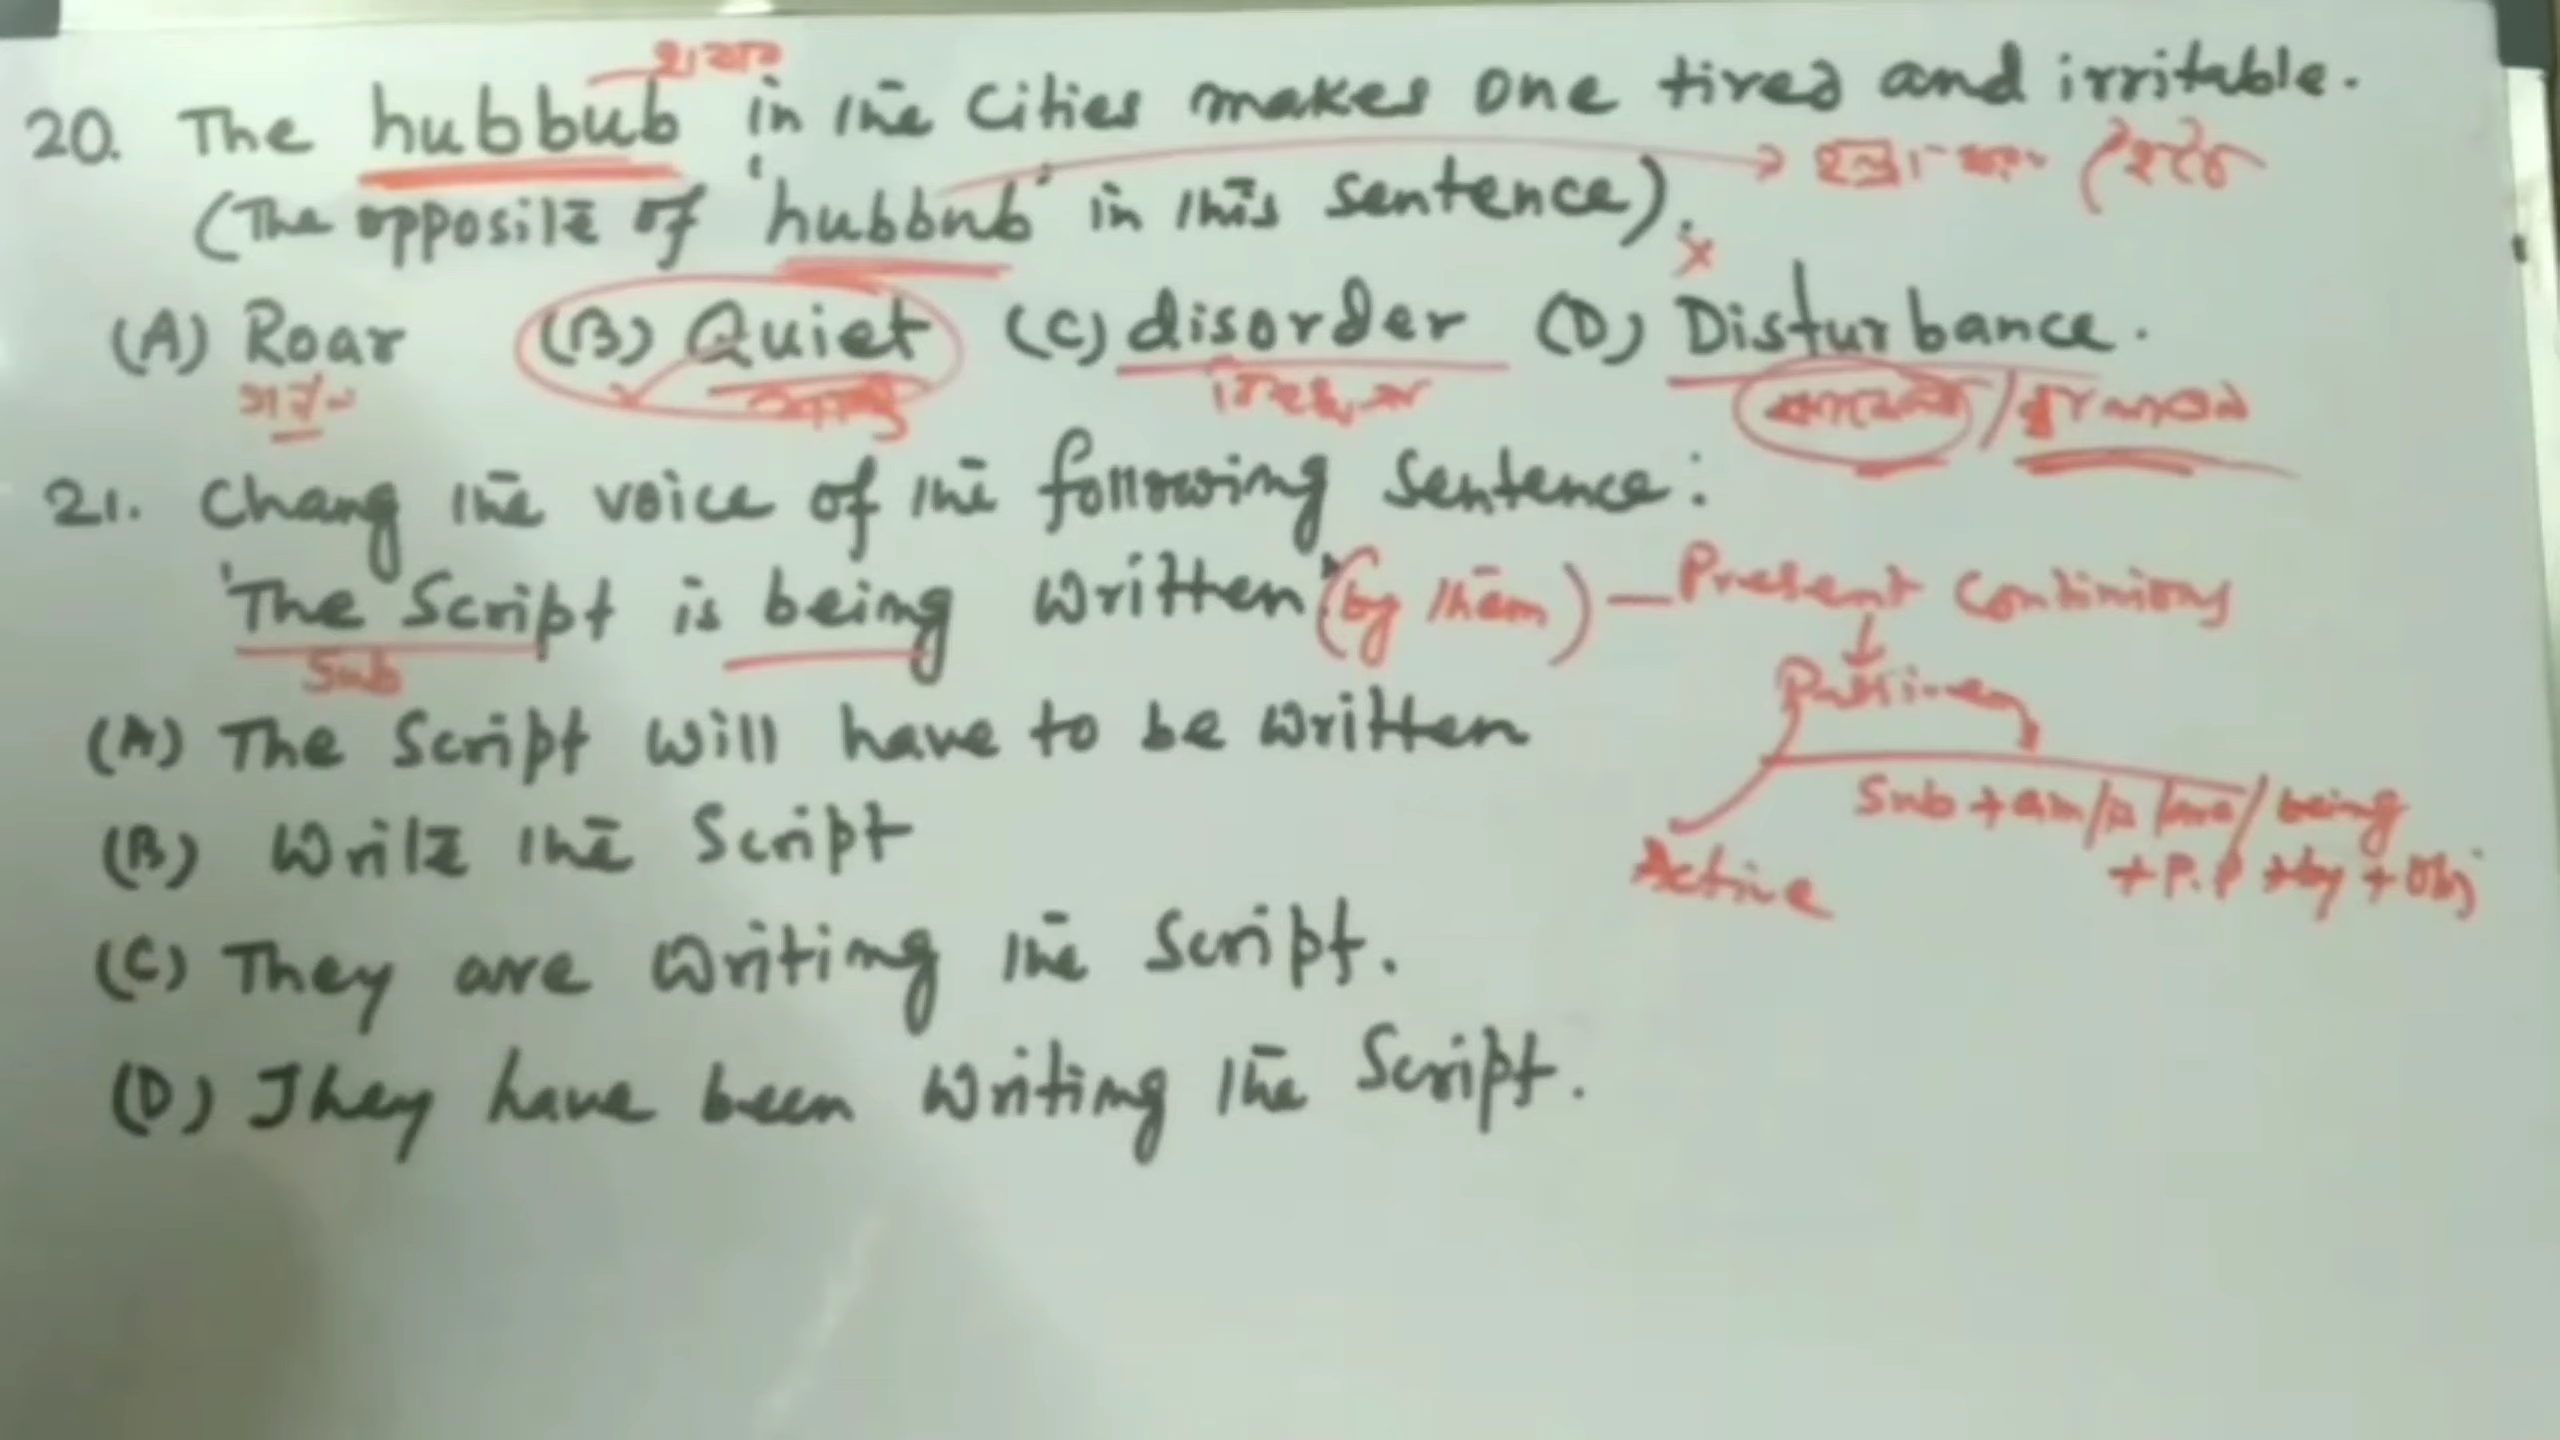 20. The hubbub in the Cities makes one tired and irritable.
(The opposite of 'hubbub' in this sentence).
×
(A) Roar (B) Quiet (C) disorder (D) Disturbance.
21. Chang the voice of the following Sentence:
'The Script is being written' (by them) — Present Continious
Sub
Passive
(A) The Script will have to be written
Sub + am/is/are/being
+ P.P + by + Obj
Active
(B) Write the Script
(C) They are writing the Script.
(D) They have been writing the Script.